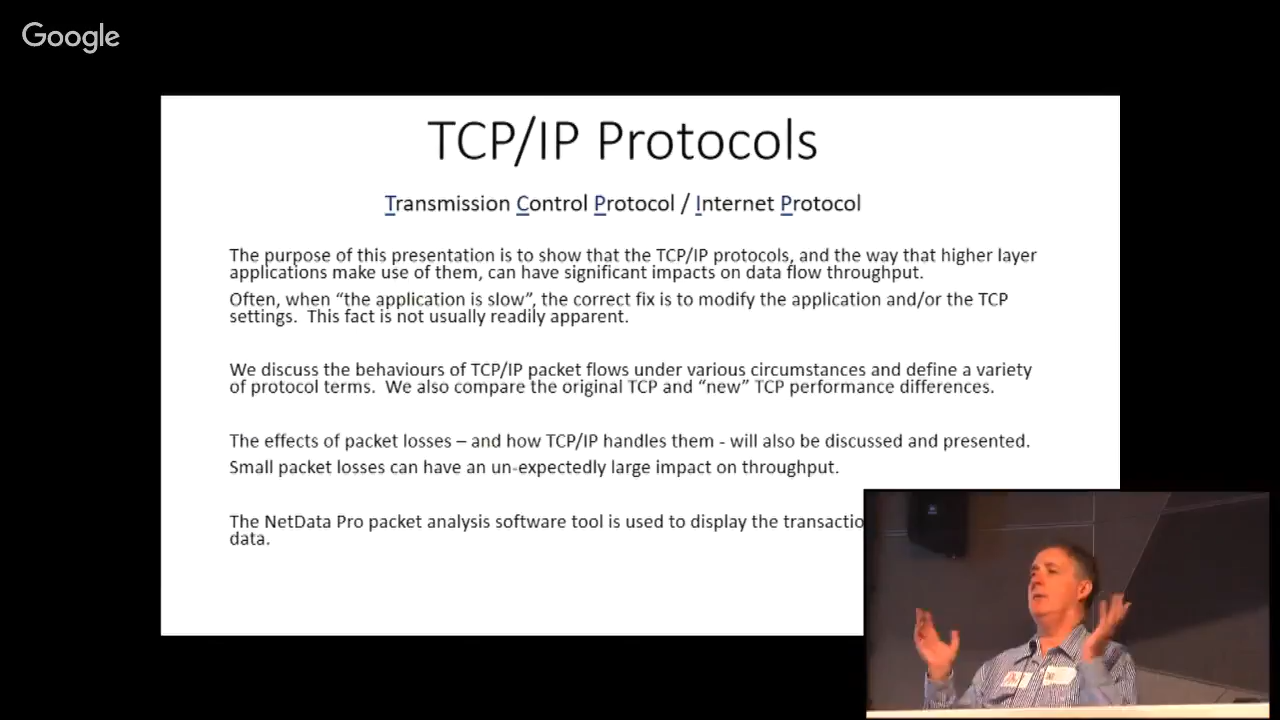 Google
TCP/IP Protocols
Transmission Control Protocol / Internet Protocol
The purpose of this presentation is to show that the TCP/IP protocols, and the way that higher layer
applications make use of them, can have significant impacts on data flow throughput.
Often, when “the application is slow”, the correct fix is to modify the application and/or the TCP
settings.  This fact is not usually readily apparent.
We discuss the behaviours of TCP/IP packet flows under various circumstances and define a variety
of protocol terms.  We also compare the original TCP and “new” TCP performance differences.
The effects of packet losses – and how TCP/IP handles them - will also be discussed and presented.
Small packet losses can have an un-expectedly large impact on throughput.
The NetData Pro packet analysis software tool is used to display the
data.